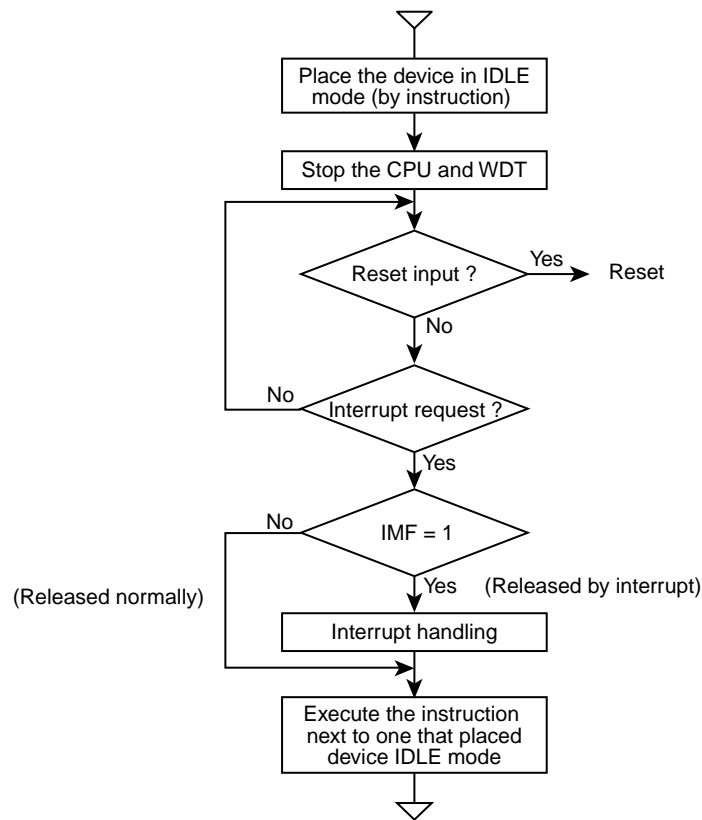 Place the device in IDLE
mode (by instruction)
Stop the CPU and WDT
Reset input ?
Yes
Reset
No
No
Interrupt request ?
Yes
No
IMF = 1
(Released normally)
Yes
(Released by interrupt)
Interrupt handling
Execute the instruction
next to one that placed
device IDLE mode